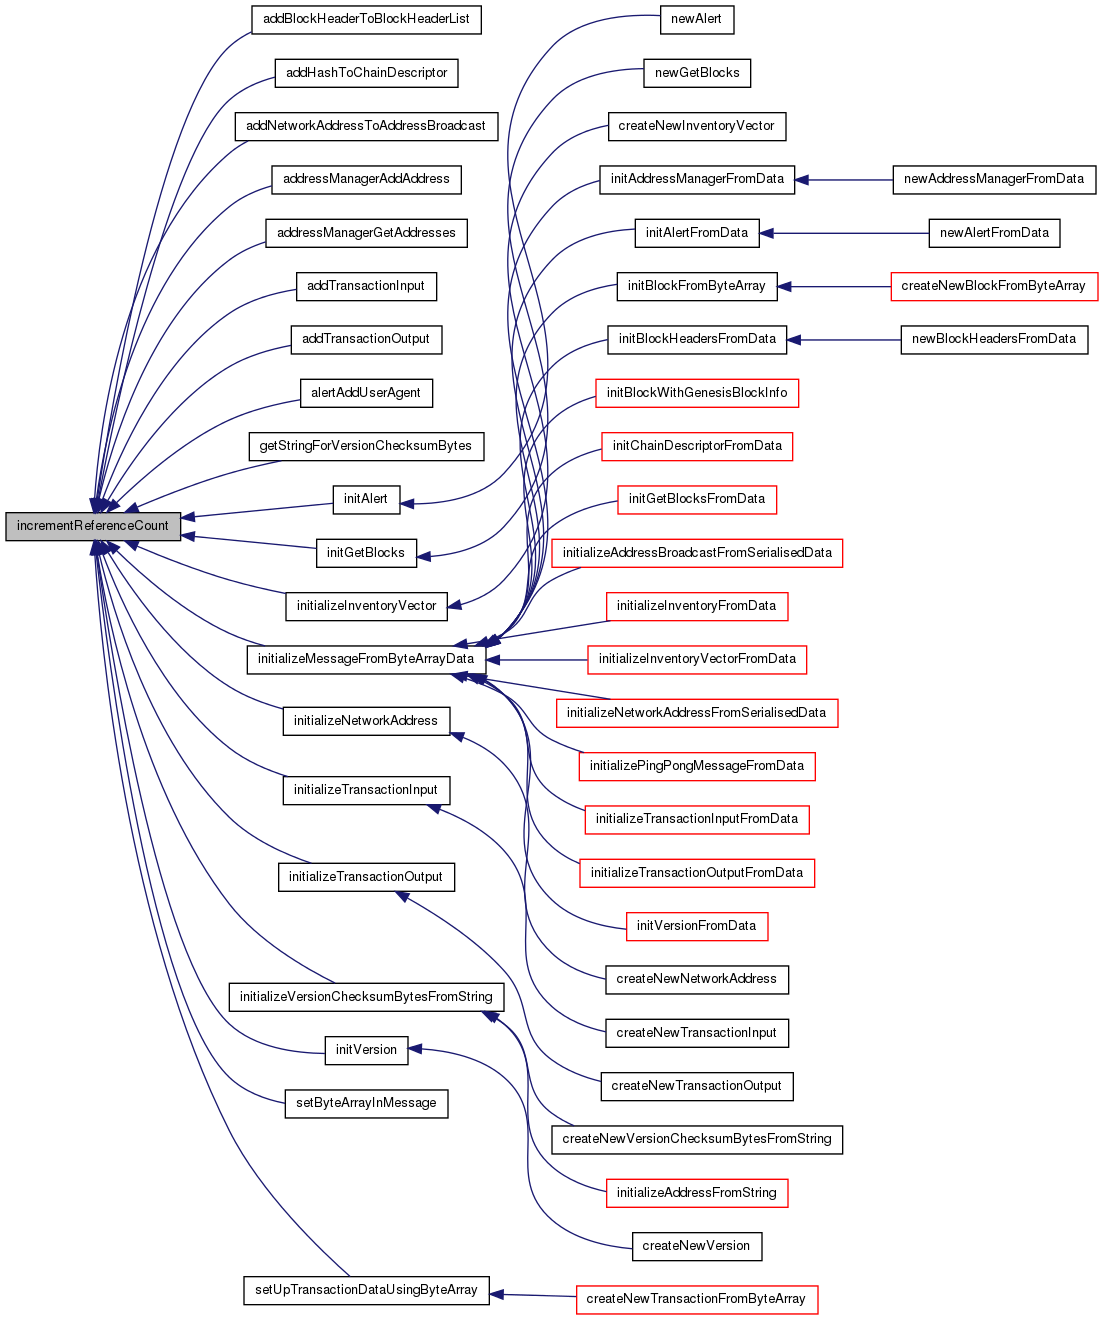 incrementReferenceCount
addBlockHeaderToBlockHeaderList
addHashToChainDescriptor
addNetworkAddressToAddressBroadcast
addressManagerAddAddress
addressManagerGetAddresses
addTransactionInput
addTransactionOutput
alertAddUserAgent
getStringForVersionChecksumBytes
initAlert
initGetBlocks
initializeInventoryVector
initializeMessageFromByteArrayData
initializeNetworkAddress
initializeTransactionInput
initializeTransactionOutput
initializeVersionChecksumBytesFromString
initVersion
setByteArrayInMessage
setUpTransactionDataUsingByteArray
newAlert
newGetBlocks
createNewInventoryVector
initAddressManagerFromData
initAlertFromData
initBlockFromByteArray
initBlockHeadersFromData
initBlockWithGenesisBlockInfo
initChainDescriptorFromData
initGetBlocksFromData
initializeAddressBroadcastFromSerialisedData
initializeInventoryFromData
initializeInventoryVectorFromData
initializeNetworkAddressFromSerialisedData
initializePingPongMessageFromData
initializeTransactionInputFromData
initializeTransactionOutputFromData
initVersionFromData
createNewNetworkAddress
createNewTransactionInput
createNewTransactionOutput
createNewVersionChecksumBytesFromString
initializeAddressFromString
createNewVersion
createNewTransactionFromByteArray
newAddressManagerFromData
newAlertFromData
createNewBlockFromByteArray
newBlockHeadersFromData